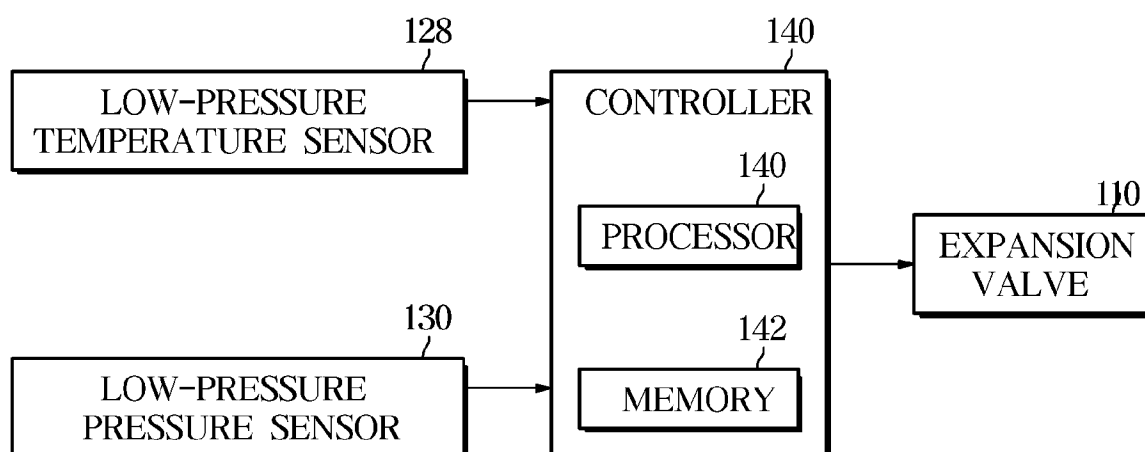 128
LOW-PRESSURE
TEMPERATURE SENSOR
130
LOW-PRESSURE
PRESSURE SENSOR
140
CONTROLLER
140
PROCESSOR
142
MEMORY
110
EXPANSION
VALVE